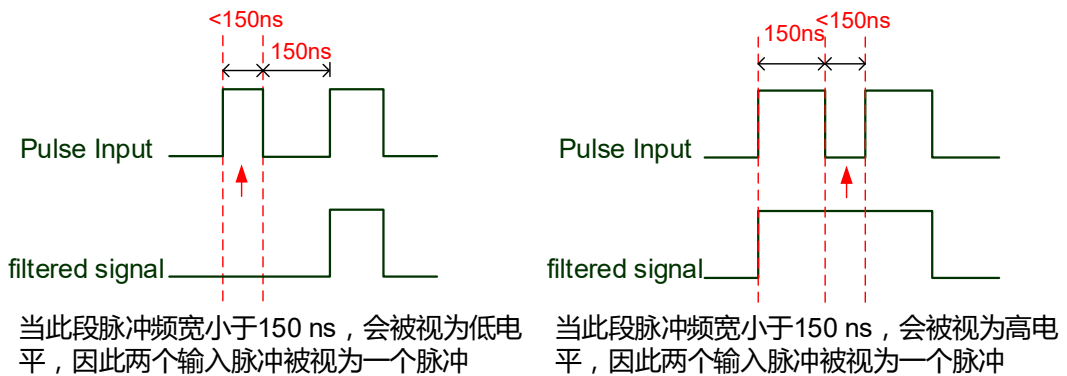 <150ns
150ns
Pulse Input
filtered signal
当此段脉冲频宽小于150 ns，会被视为低电
平，因此两个输入脉冲被视为一个脉冲
<150ns
150ns
Pulse Input
filtered signal
当此段脉冲频宽小于150 ns，会被视为高电
平，因此两个输入脉冲被视为一个脉冲